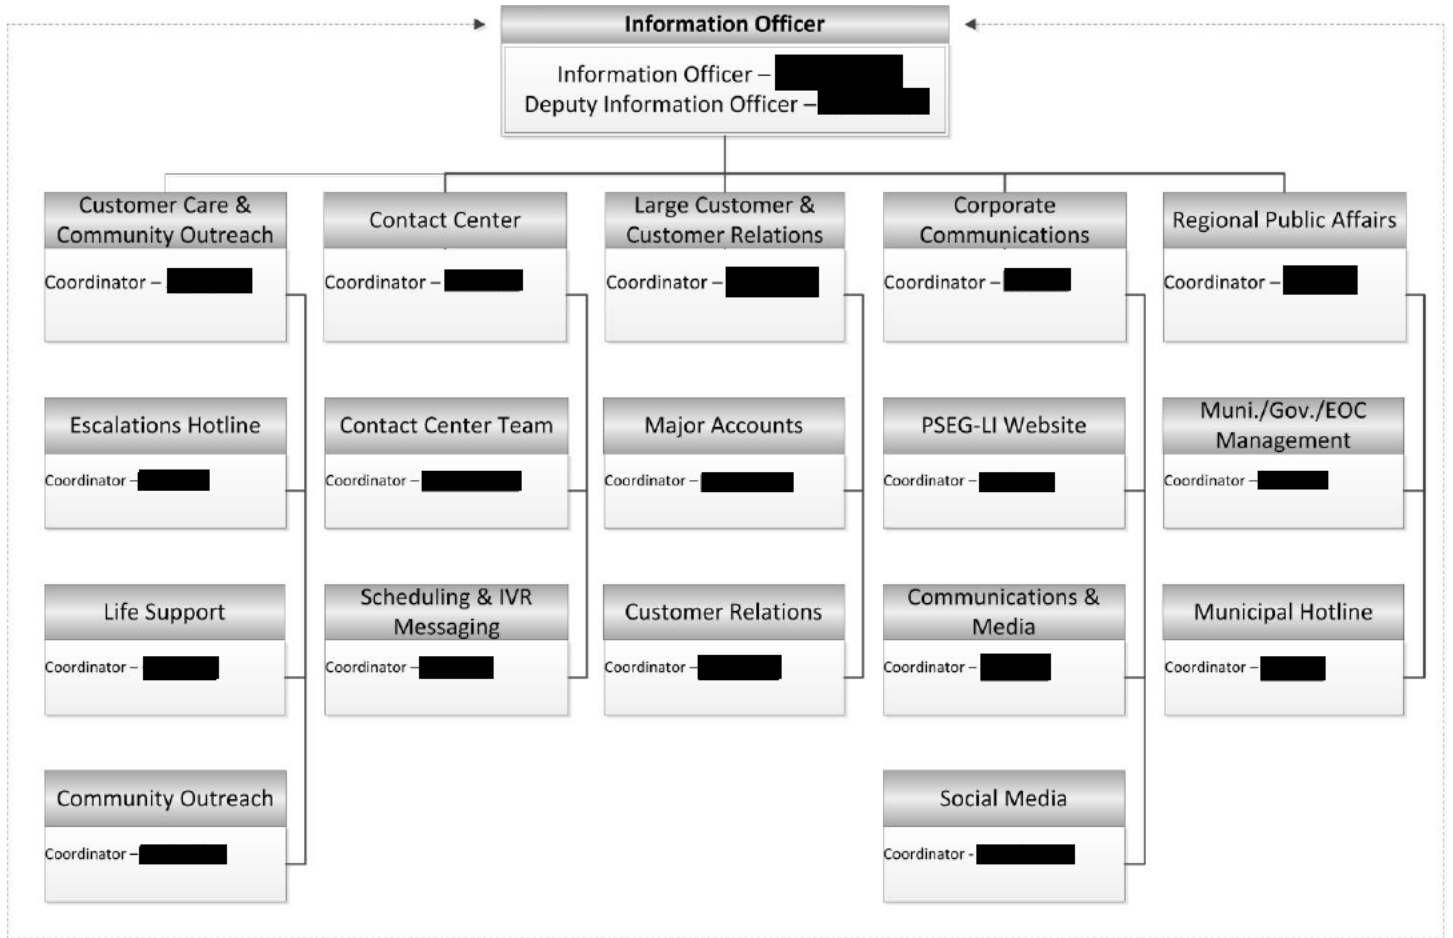 Information Officer
Information Officer –
Deputy Information Officer –
Customer Care &
Community Outreach
Coordinator –
Contact Center
Coordinator –
Large Customer &
Customer Relations
Coordinator –
Corporate
Communications
Coordinator –
Regional Public Affairs
Coordinator –
Escalations Hotline
Coordinator –
Contact Center Team
Coordinator –
Major Accounts
Coordinator –
PSEG-LI Website
Coordinator –
Muni./Gov./EOC
Management
Coordinator –
Life Support
Coordinator –
Scheduling & IVR
Messaging
Coordinator –
Customer Relations
Coordinator –
Communications &
Media
Coordinator –
Municipal Hotline
Coordinator –
Community Outreach
Coordinator –
Social Media
Coordinator -